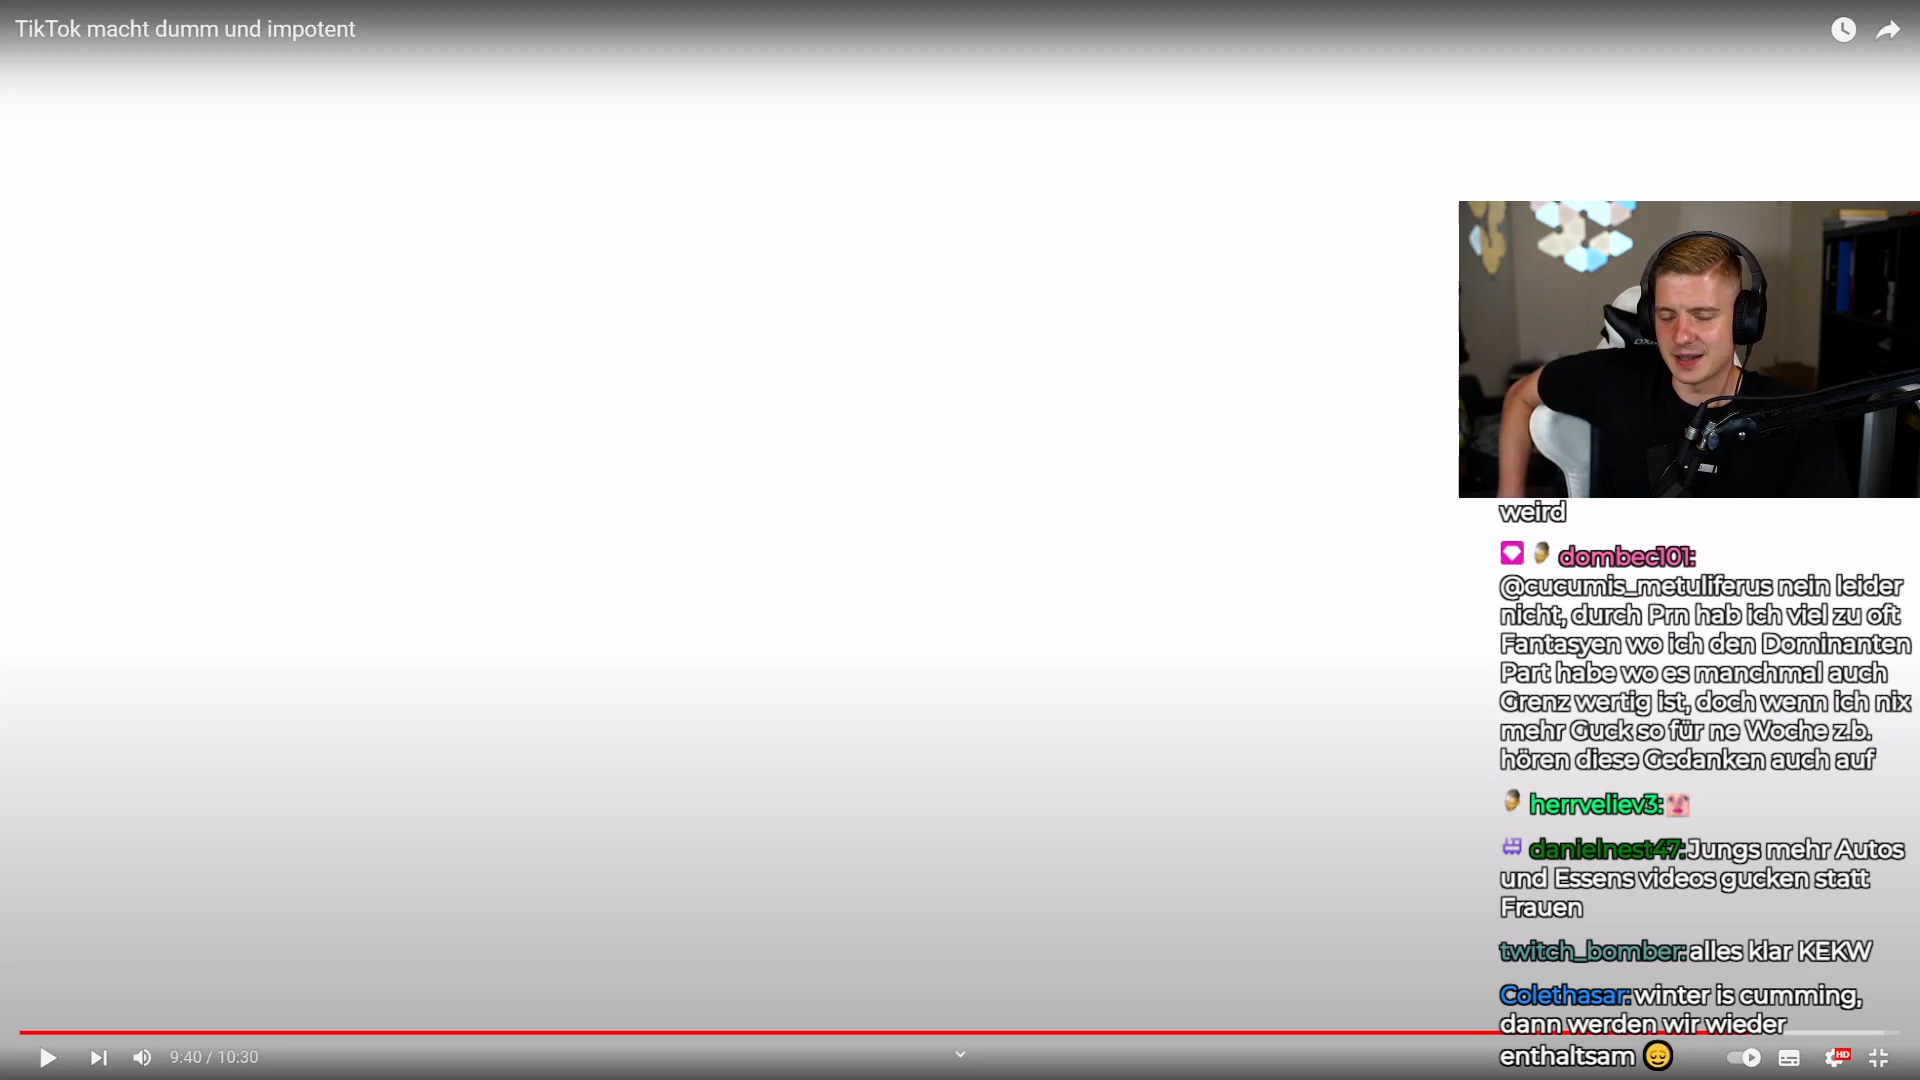 TikTok macht dumm und impotent
weird
dombec101:
@cucumis_metuliferus nein leider
nicht, durch Prn hab ich viel zu oft
Fantasyen wo ich den Dominanten
Part habe wo es manchmal auch
Grenz wertig ist, doch wenn ich nix
mehr Guck so für ne Woche z.b.
hören diese Gedanken auch auf
herrveliev3:
danielnest47: Jungs mehr Autos
und Essens videos gucken statt
Frauen
twitch_bomber: alles klar KEKW
Colethasar: winter is cumming,
dann werden wir wieder
enthaltsam
9:40 / 10:30
HD